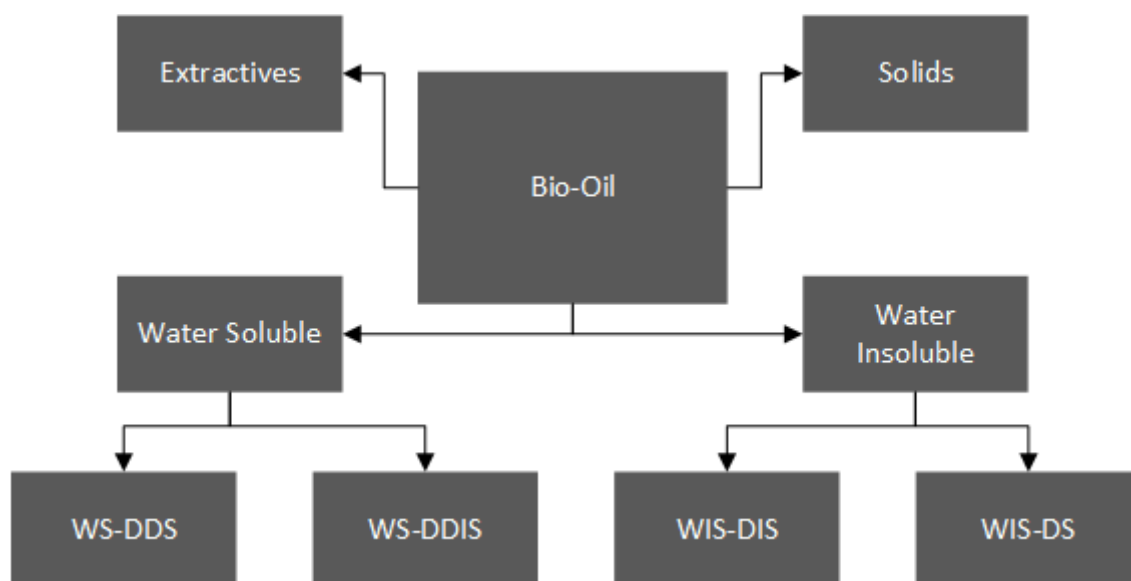 Extractives
Solids
Bio-Oil
Water Soluble
Water
Insoluble
WS-DDS
WS-DDIS
WIS-DIS
WIS-DS